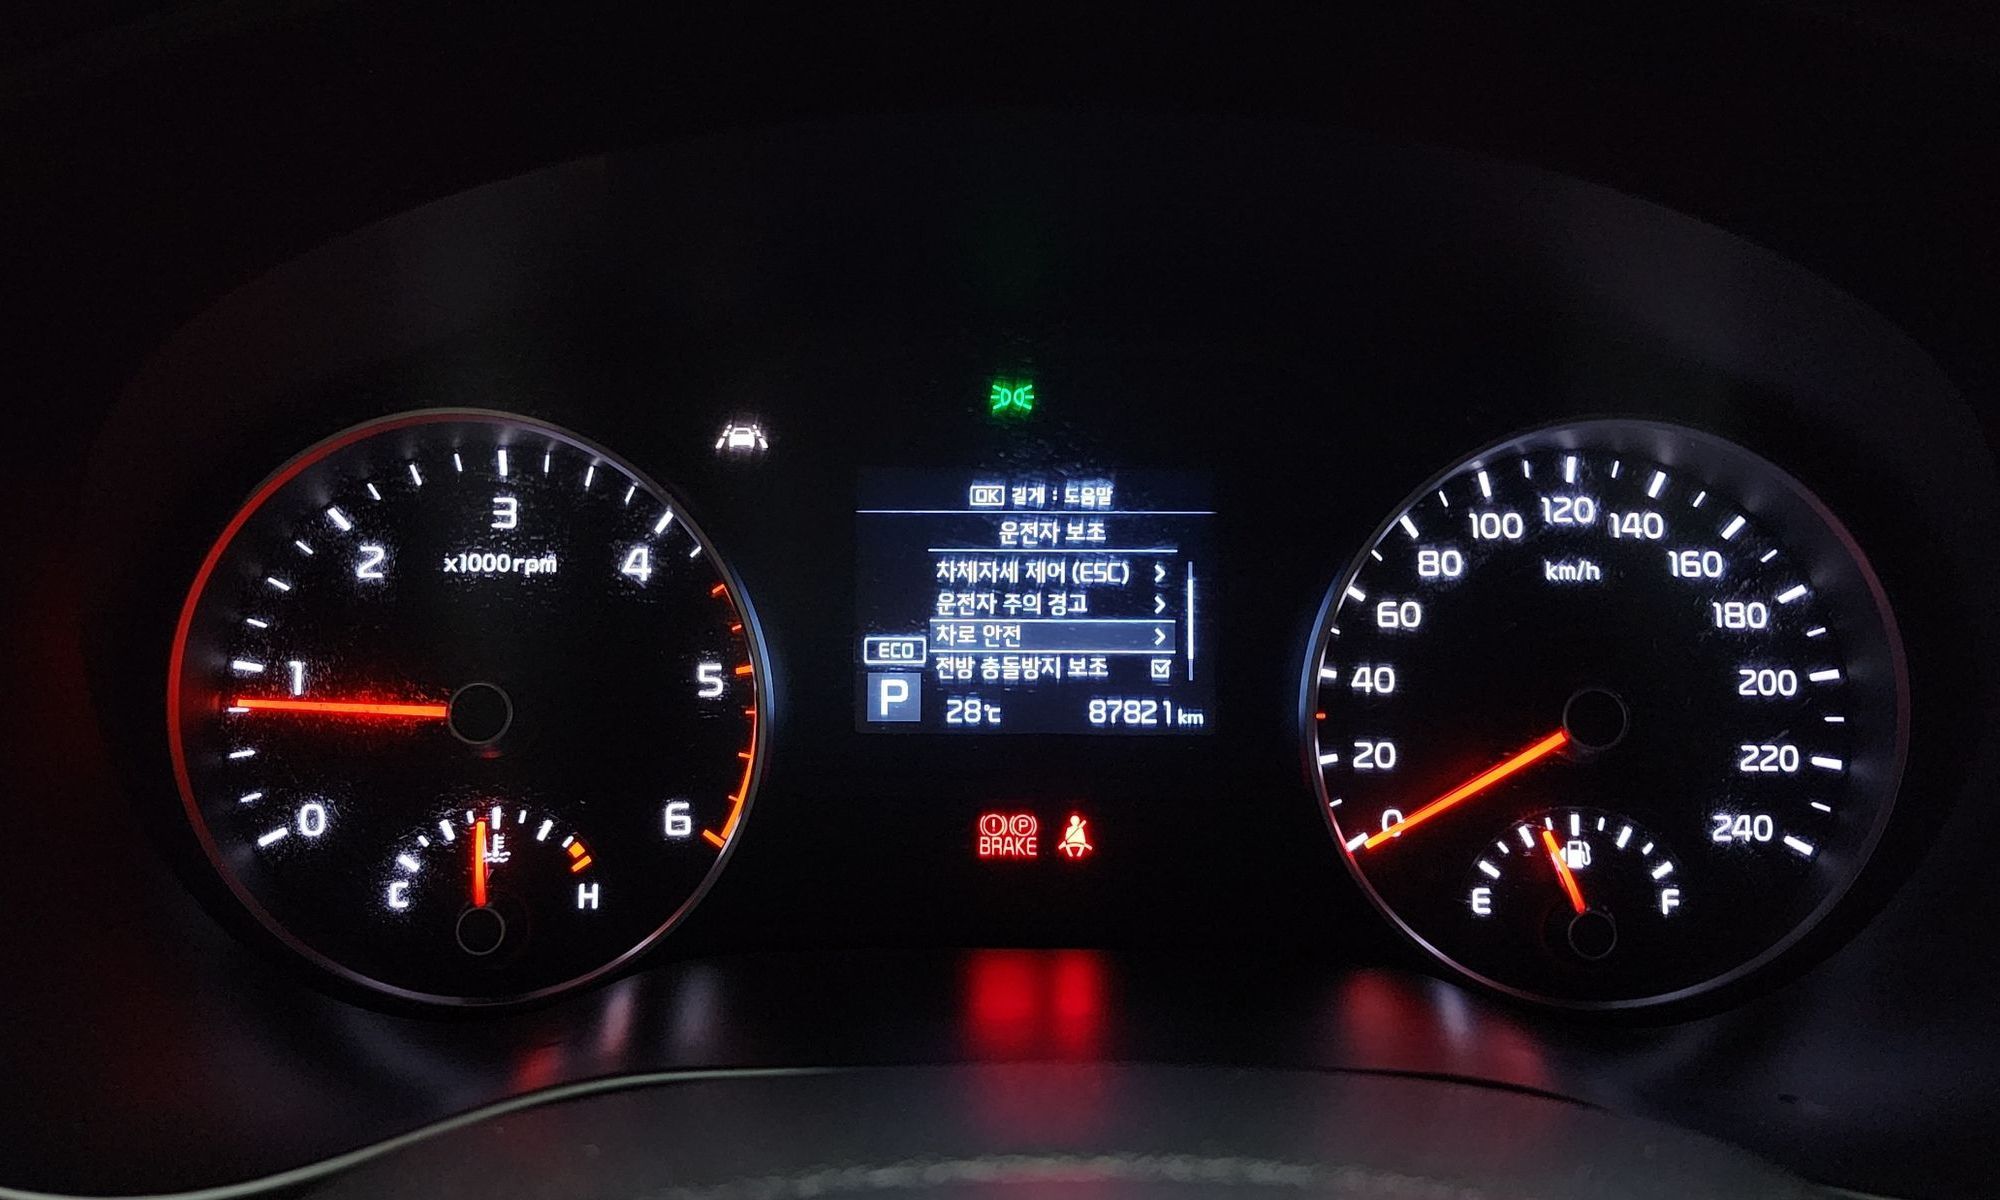 0
1
2
3
4
5
6
x1000rpm
C
H
OK 길게 : 도움말
운전자 보조
차체자세 제어 (ESC)
운전자 주의 경고
차로 안전
전방 충돌방지 보조
ECO
P
28℃
87821 km
BRAKE
(!) (P)
0
20
40
60
80
100
120
140
160
180
200
220
240
km/h
E
F